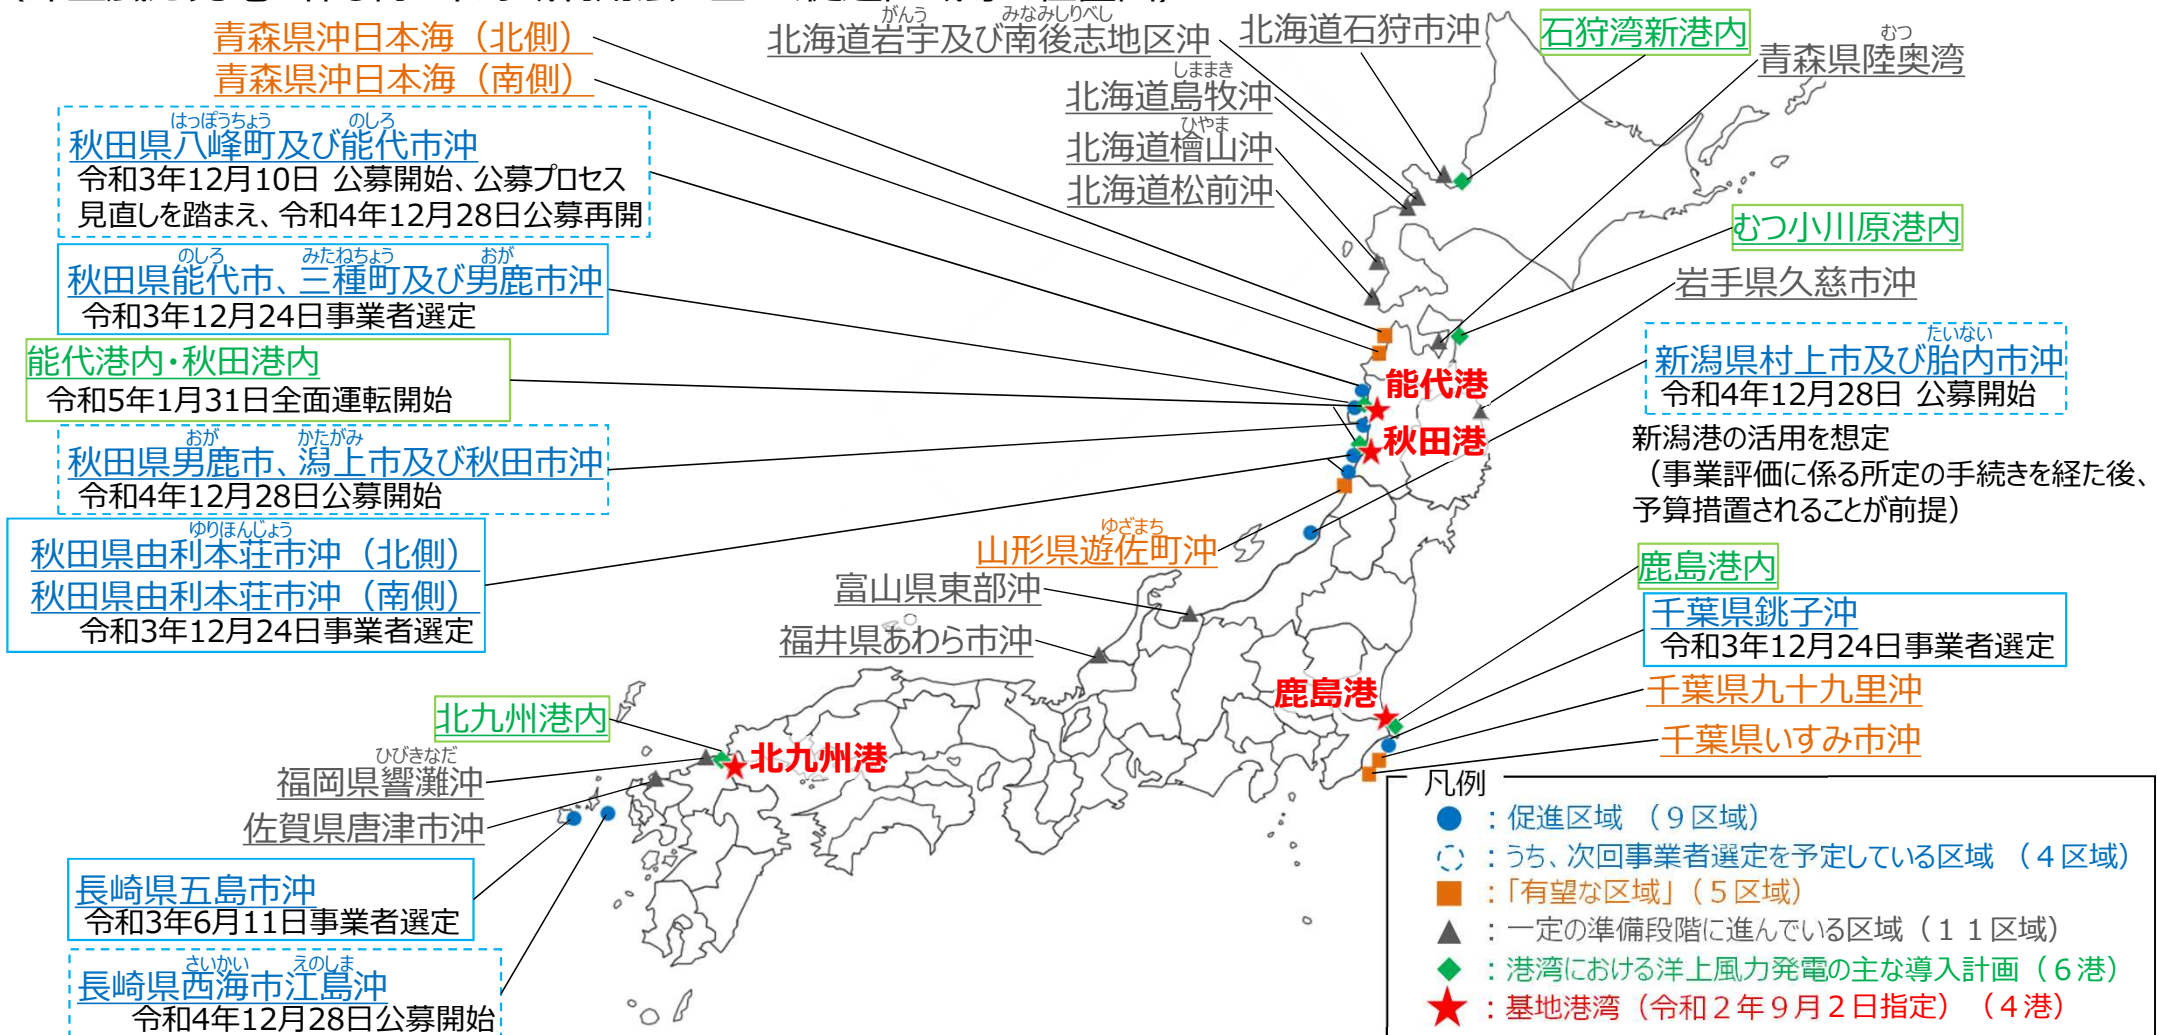 青森県沖日本海（北側）
青森県沖日本海（南側）
はっぽうちょう のしろ
秋田県八峰町及び能代市沖
令和3年12月10日 公募開始、公募プロセス
見直しを踏まえ、令和4年12月28日公募再開
のしろ みたねちょう おが
秋田県能代市、三種町及び男鹿市沖
令和3年12月24日事業者選定
能代港内・秋田港内
令和5年1月31日全面運転開始
おが かたがみ
秋田県男鹿市、潟上市及び秋田市沖
令和4年12月28日公募開始
ゆりほんじょう
秋田県由利本荘市沖（北側）
秋田県由利本荘市沖（南側）
令和3年12月24日事業者選定
がんう みなみしりべし
北海道岩宇及び南後志地区沖
北海道石狩市沖
石狩湾新港内
むつ
青森県陸奥湾
しままき
北海道島牧沖
ひやま
北海道檜山沖
北海道松前沖
むつ小川原港内
岩手県久慈市沖
たいない
新潟県村上市及び胎内市沖
令和4年12月28日 公募開始
新潟港の活用を想定
（事業評価に係る所定の手続きを経た後、
予算措置されることが前提）
能代港
秋田港
ゆざまち
山形県遊佐町沖
富山県東部沖
福井県あわら市沖
鹿島港内
千葉県銚子沖
令和3年12月24日事業者選定
鹿島港
千葉県九十九里沖
千葉県いすみ市沖
北九州港内
北九州港
ひびきなだ
福岡県響灘沖
佐賀県唐津市沖
長崎県五島市沖
令和3年6月11日事業者選定
さいかい えのしま
長崎県西海市江島沖
令和4年12月28日公募開始
凡例
：促進区域 （９区域）
：うち、次回事業者選定を予定している区域 （４区域）
：「有望な区域」（５区域）
：一定の準備段階に進んでいる区域（１１区域）
：港湾における洋上風力発電の主な導入計画（６港）
：基地港湾（令和２年９月２日指定）（４港）